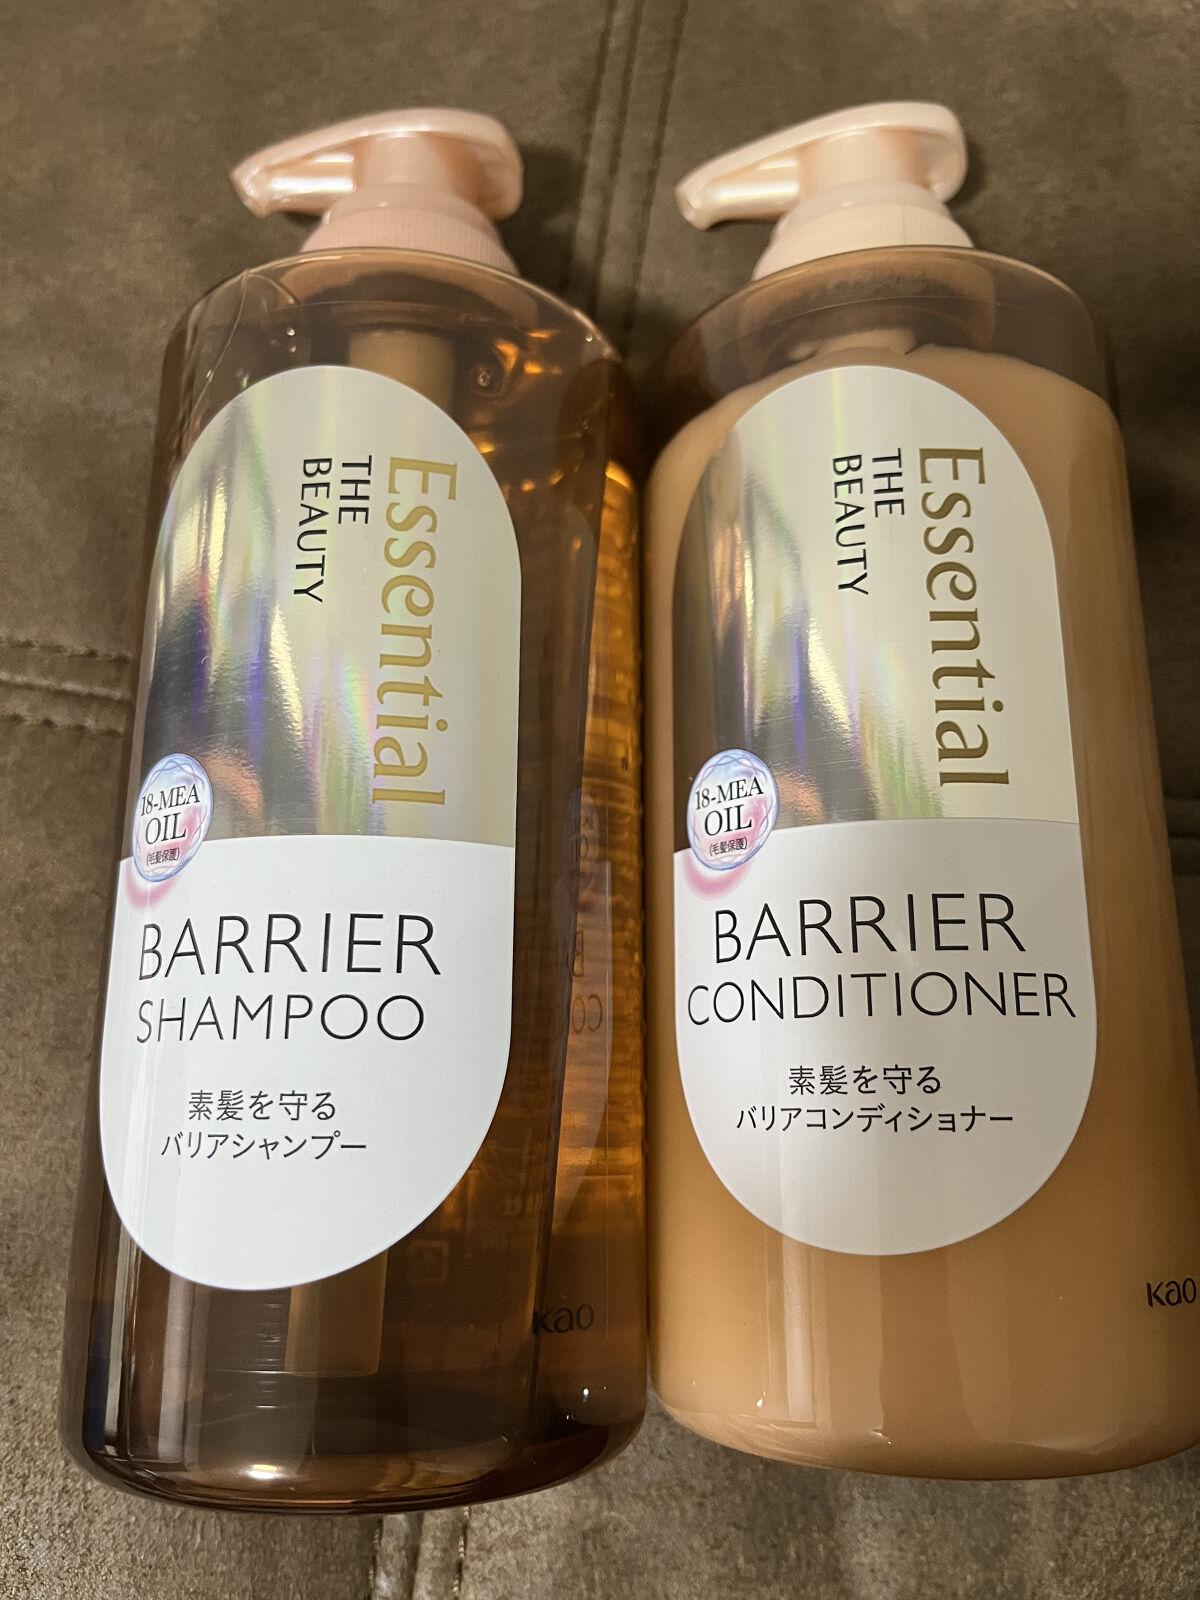 Essential
THE
BEAUTY
18-MEA
OIL
(毛髪保護)
BARRIER
SHAMPOO
素髪を守る
バリアシャンプー
Kao
Essential
THE
BEAUTY
18-MEA
OIL
(毛髪保護)
BARRIER
CONDITIONER
素髪を守る
バリアコンディショナー
Kao